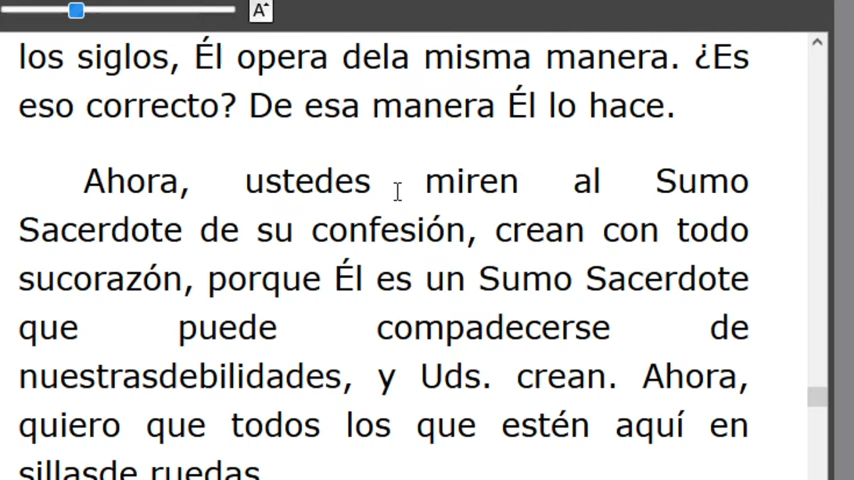 A
los siglos, Él opera dela misma manera. ¿Es
eso correcto? De esa manera Él lo hace.
Ahora, ustedes miren al Sumo
Sacerdote de su confesión, crean con todo
sucorazón, porque Él es un Sumo Sacerdote
que puede compadecerse de
nuestrasdebilidades, y Uds. crean. Ahora,
quiero que todos los que estén aquí en
sillasde ruedas